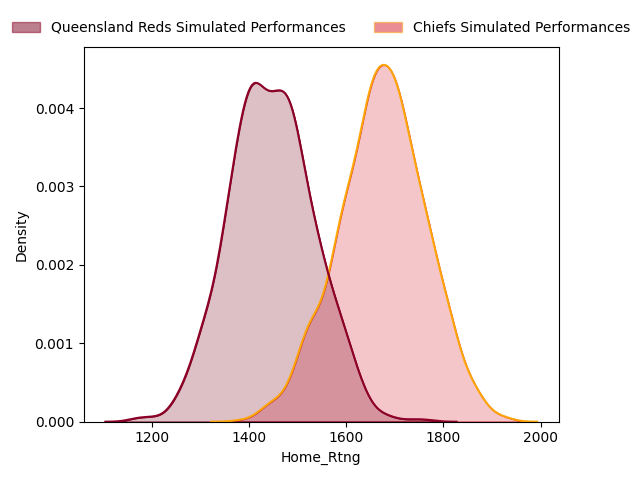 Queensland Reds Simulated Performances Chiefs Simulated Performances
0.004
0.003
0.002
0.001
0.000
Density
1200 1400 1600 1800 2000
Home_Rtng